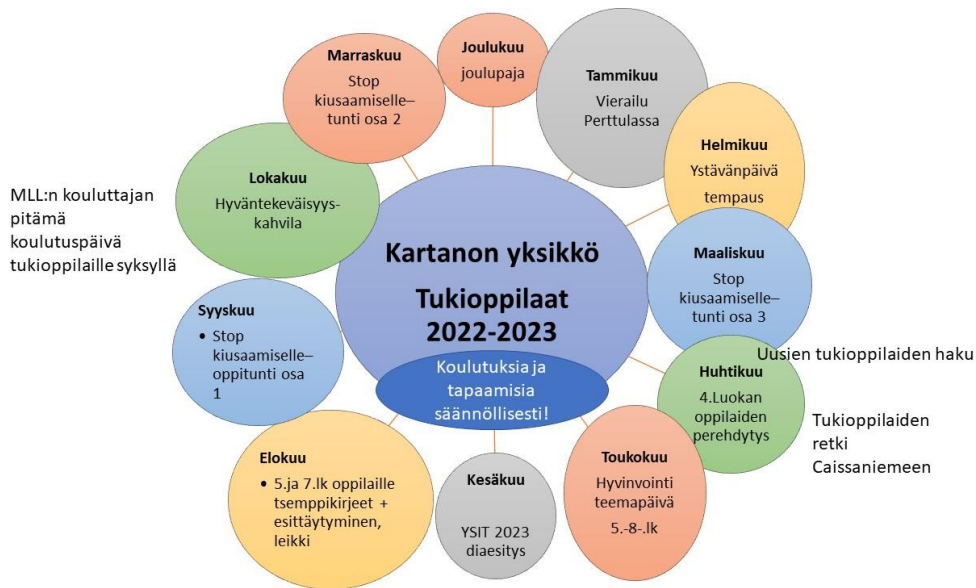 Kartanon yksikkö
Tukioppilaat
2022-2023
Koulutuksia ja
tapaamisia
säännöllisesti!
Joulukuu
joulupaja
Tammikuu
Vierailu
Perttulassa
Helmikuu
Ystävänpäivä
tempaus
Maaliskuu
Stop
kiusaamiselle–
tunti osa 3
Uusien tukioppilaiden haku
Huhtikuu
4.Luokan
oppilaiden
perehdytys
Tukioppilaiden
retki
Caissaniemeen
Toukokuu
Hyvinvointi
teemapäivä
5.-8-.lk
Kesäkuu
YSIT 2023
diaesitys
Elokuu
• 5.ja 7.lk oppilaille
tsemppikirjeet +
esittäytyminen,
leikki
Syyskuu
• Stop
kiusaamiselle–
oppitunti osa
1
MLL:n kouluttajan
pitämä
koulutuspäivä
tukioppilaille syksyllä
Lokakuu
Hyväntekeväisyys-
kahvila
Marraskuu
Stop
kiusaamiselle–
tunti osa 2